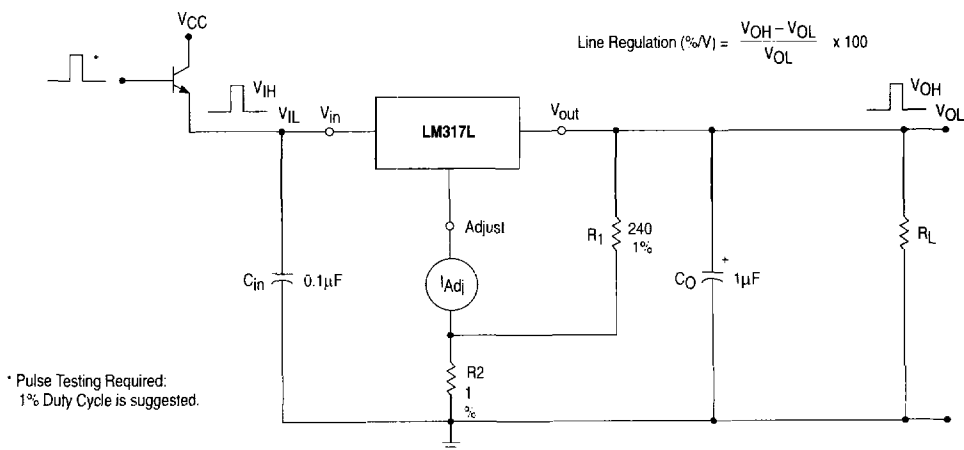 VCC
Line Regulation (%/V) = VOH – VOL / VOL x 100
*
VIH
VIL
Vin
LM317L
Vout
VOH
VOL
Adjust
R1
240
1%
RL
Cin
0.1µF
IAdj
+
CO
1µF
R2
1
%
* Pulse Testing Required:
1% Duty Cycle is suggested.